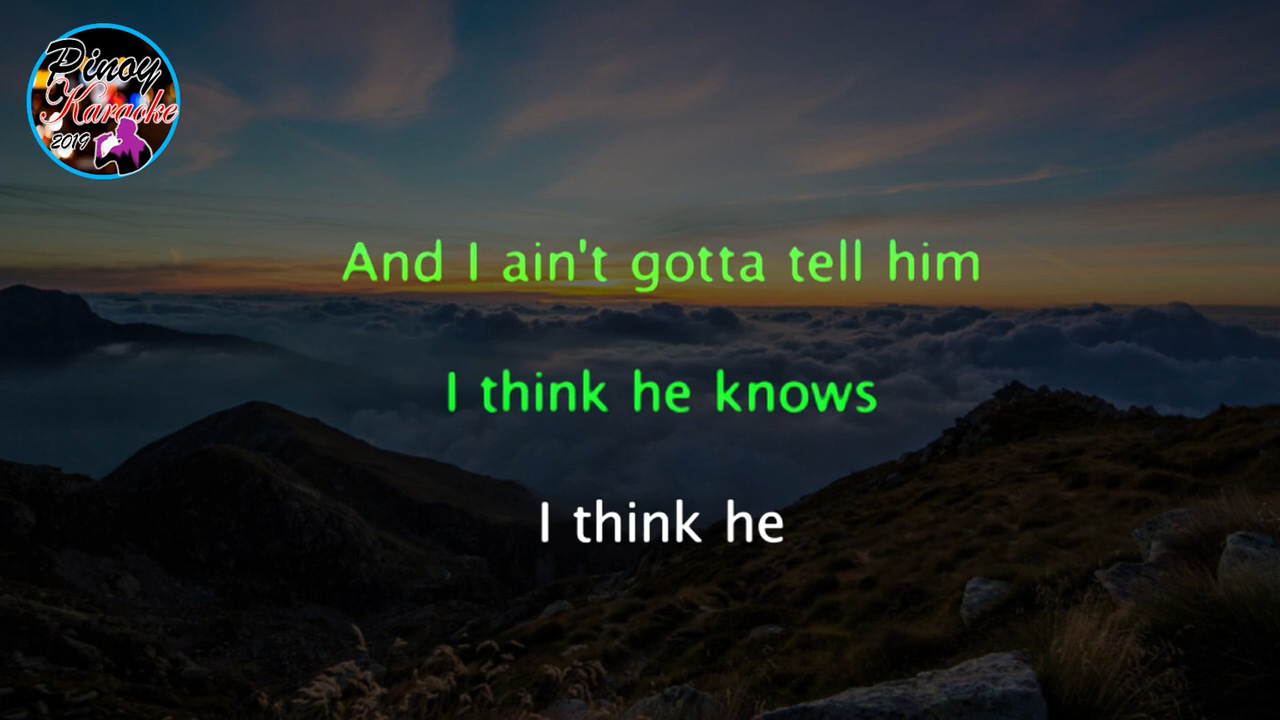 Pinoy
Karaoke
2019
And I ain't gotta tell him
I think he knows
I think he